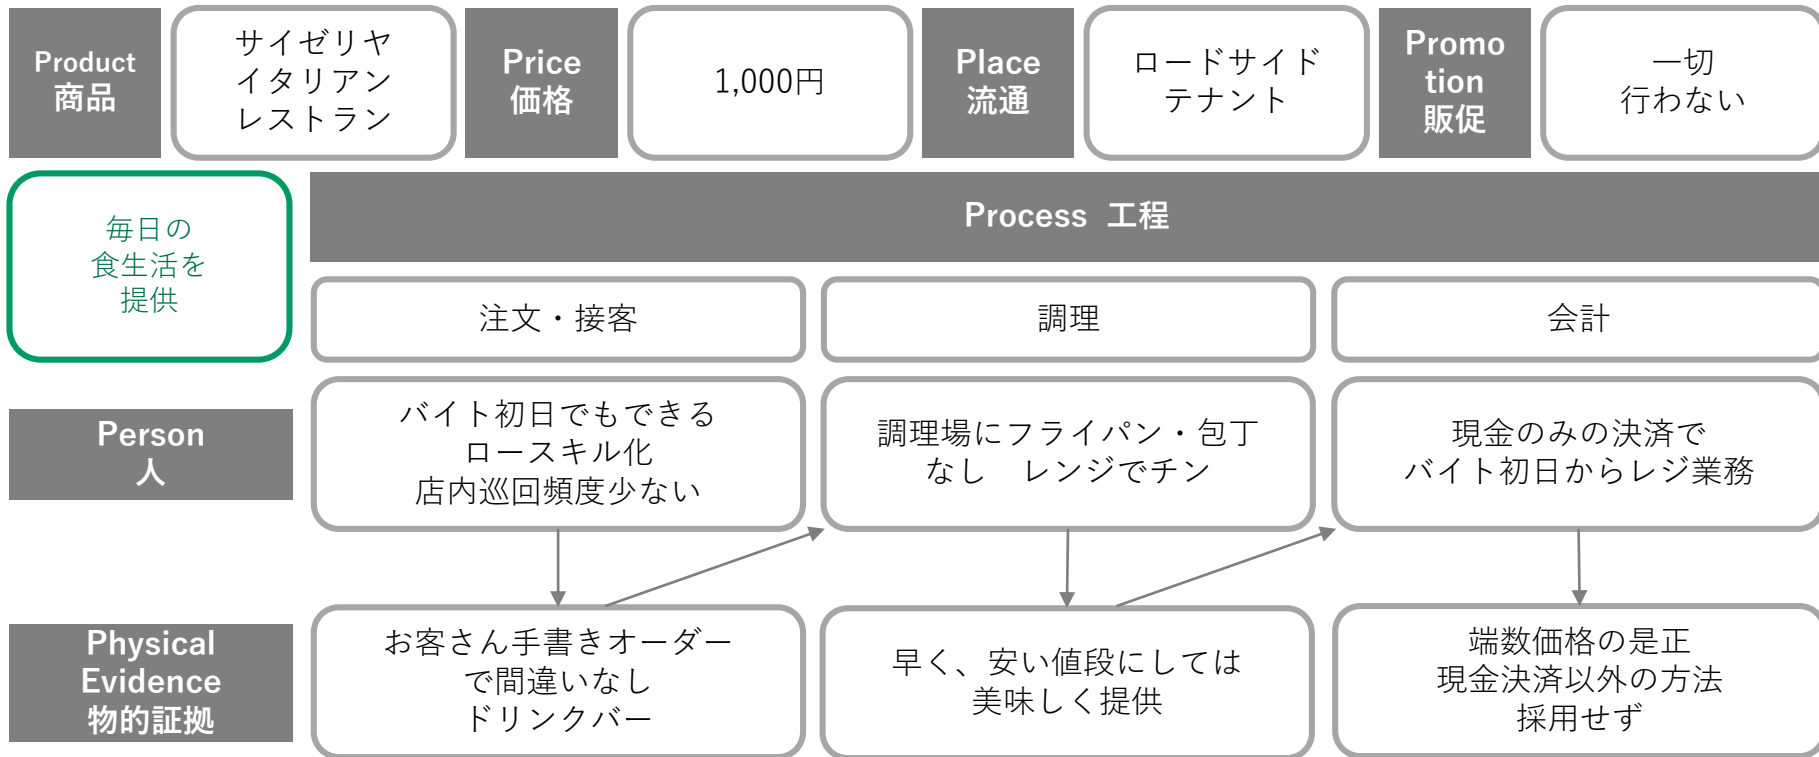 Product
商品
サイゼリヤ
イタリアン
レストラン
Price
価格
1,000円
Place
流通
ロードサイド
テナント
Promo
tion
販促
一切
行わない
毎日の
食生活を
提供
Process 工程
注文・接客
調理
会計
Person
人
バイト初日でもできる
ロースキル化
店内巡回頻度少ない
調理場にフライパン・包丁
なし　レンジでチン
現金のみの決済で
バイト初日からレジ業務
Physical
Evidence
物的証拠
お客さん手書きオーダー
で間違いなし
ドリンクバー
早く、安い値段にしては
美味しく提供
端数価格の是正
現金決済以外の方法
採用せず